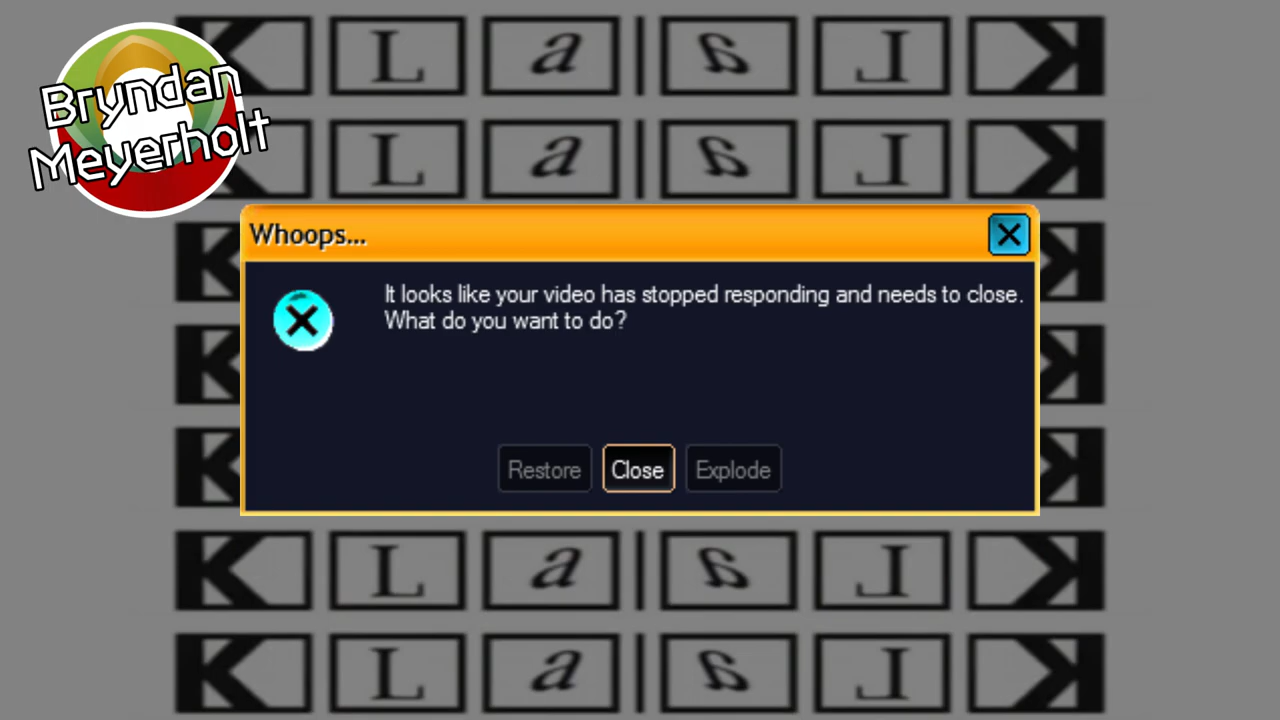 Bryndan
Meyerholt
K L a a L K
K L a a L K
Whoops...
It looks like your video has stopped responding and needs to close.
What do you want to do?
Restore Close Explode
K K
K K
K K
K L a a L K
K L a a L K